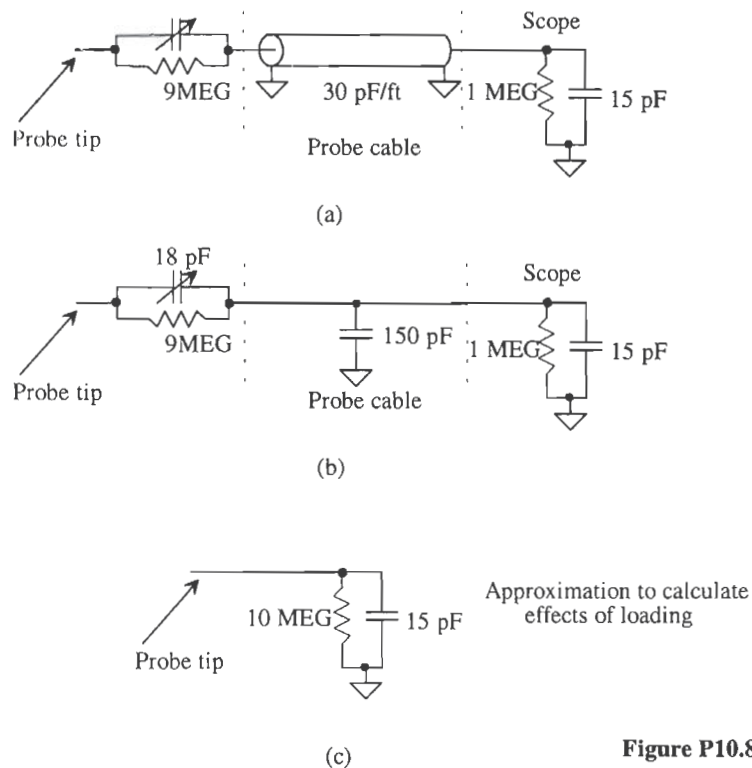 Scope
9MEG
30 pF/ft
1 MEG
15 pF
Probe tip
Probe cable
(a)
18 pF
Scope
9MEG
150 pF
1 MEG
15 pF
Probe tip
Probe cable
(b)
10 MEG
15 pF
Approximation to calculate
effects of loading
Probe tip
(c)
Figure P10.8